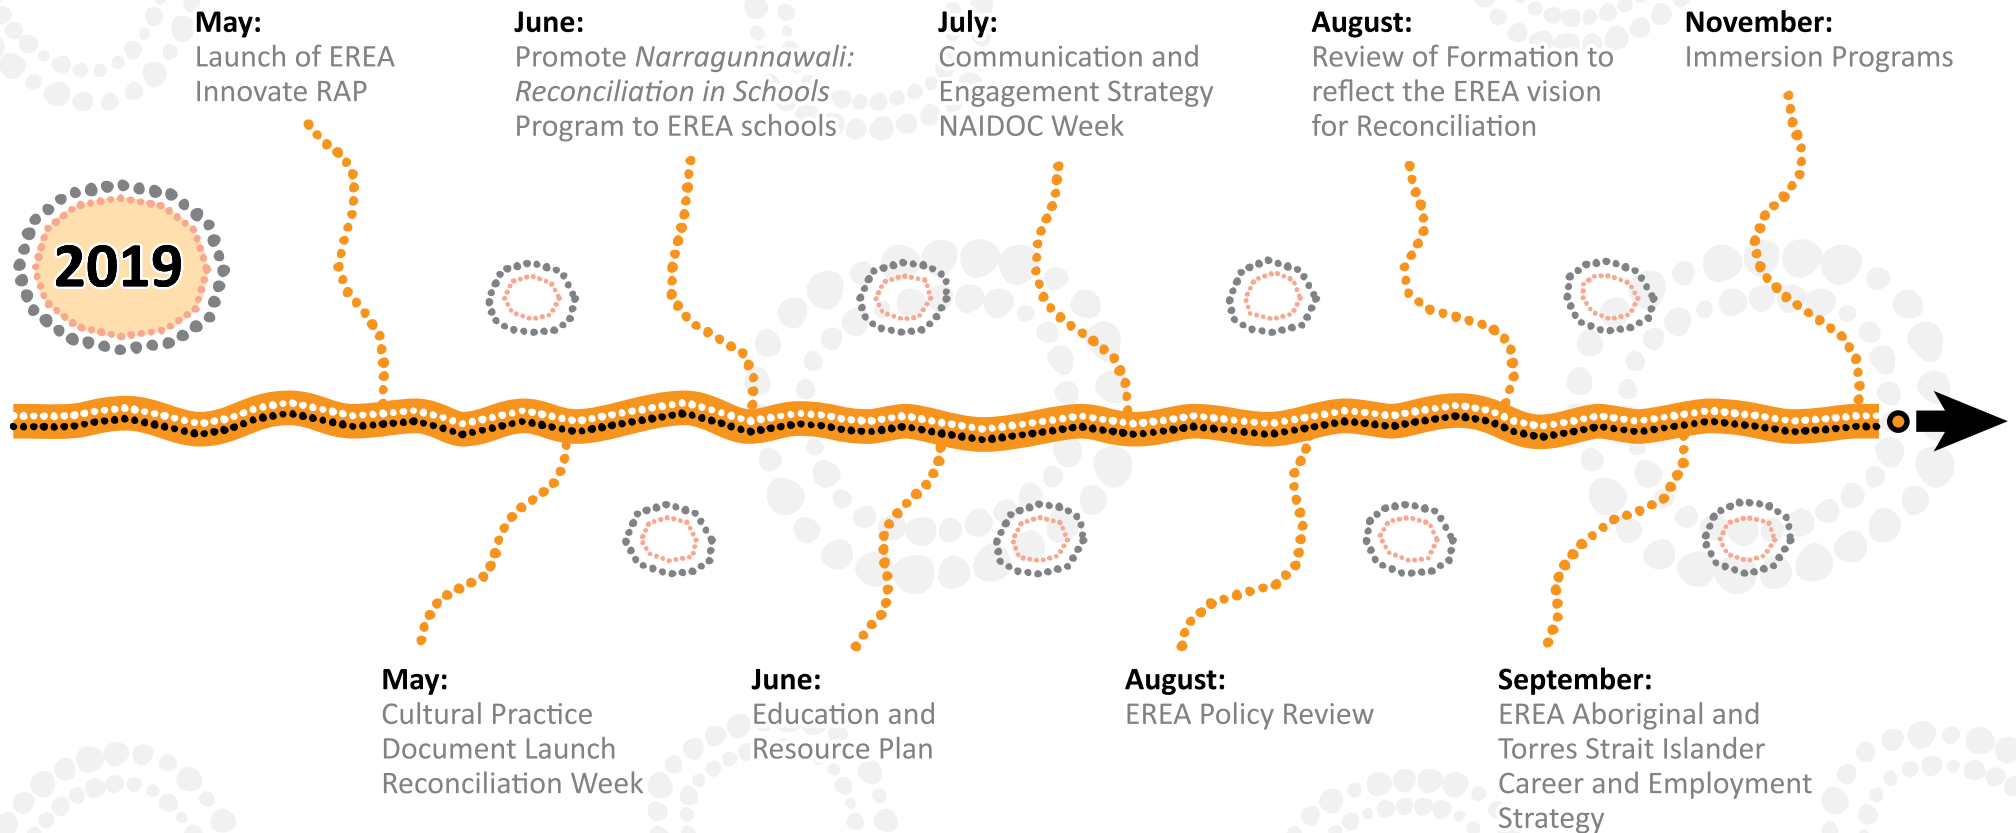 May:
Launch of EREA
Innovate RAP
June:
Promote Narragunnawali:
Reconciliation in Schools
Program to EREA schools
July:
Communication and
Engagement Strategy
NAIDOC Week
August:
Review of Formation to
reflect the EREA vision
for Reconciliation
November:
Immersion Programs
2019
May:
Cultural Practice
Document Launch
Reconciliation Week
June:
Education and
Resource Plan
August:
EREA Policy Review
September:
EREA Aboriginal and
Torres Strait Islander
Career and Employment
Strategy